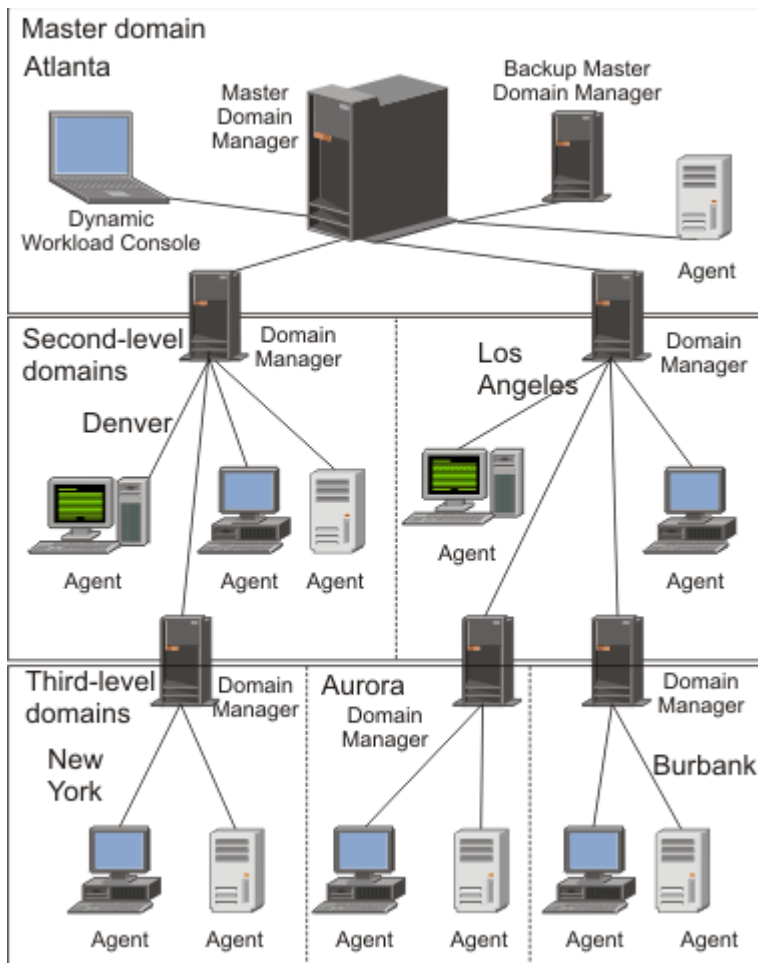 Master domain
Atlanta
Master
Domain
Manager
Backup Master
Domain Manager
Dynamic
Workload Console
Agent
Second-level
domains
Domain
Manager
Los
Angeles
Domain
Manager
Denver
Agent
Agent
Agent
Agent
Agent
Third-level
domains
Domain
Manager
Aurora
Domain
Manager
Domain
Manager
New
York
Burbank
Agent
Agent
Agent
Agent
Agent
Agent